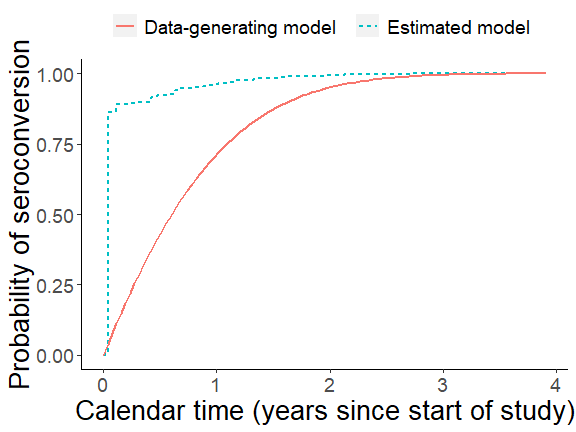 Data-generating model Estimated model
Probability of seroconversion
1.00
0.75
0.50
0.25
0.00
0 1 2 3 4
Calendar time (years since start of study)